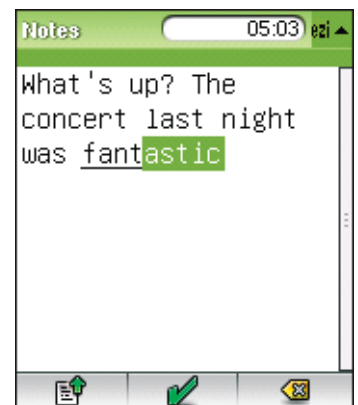 Notes 05:03 ezi
What's up? The
concert last night
was fantastic